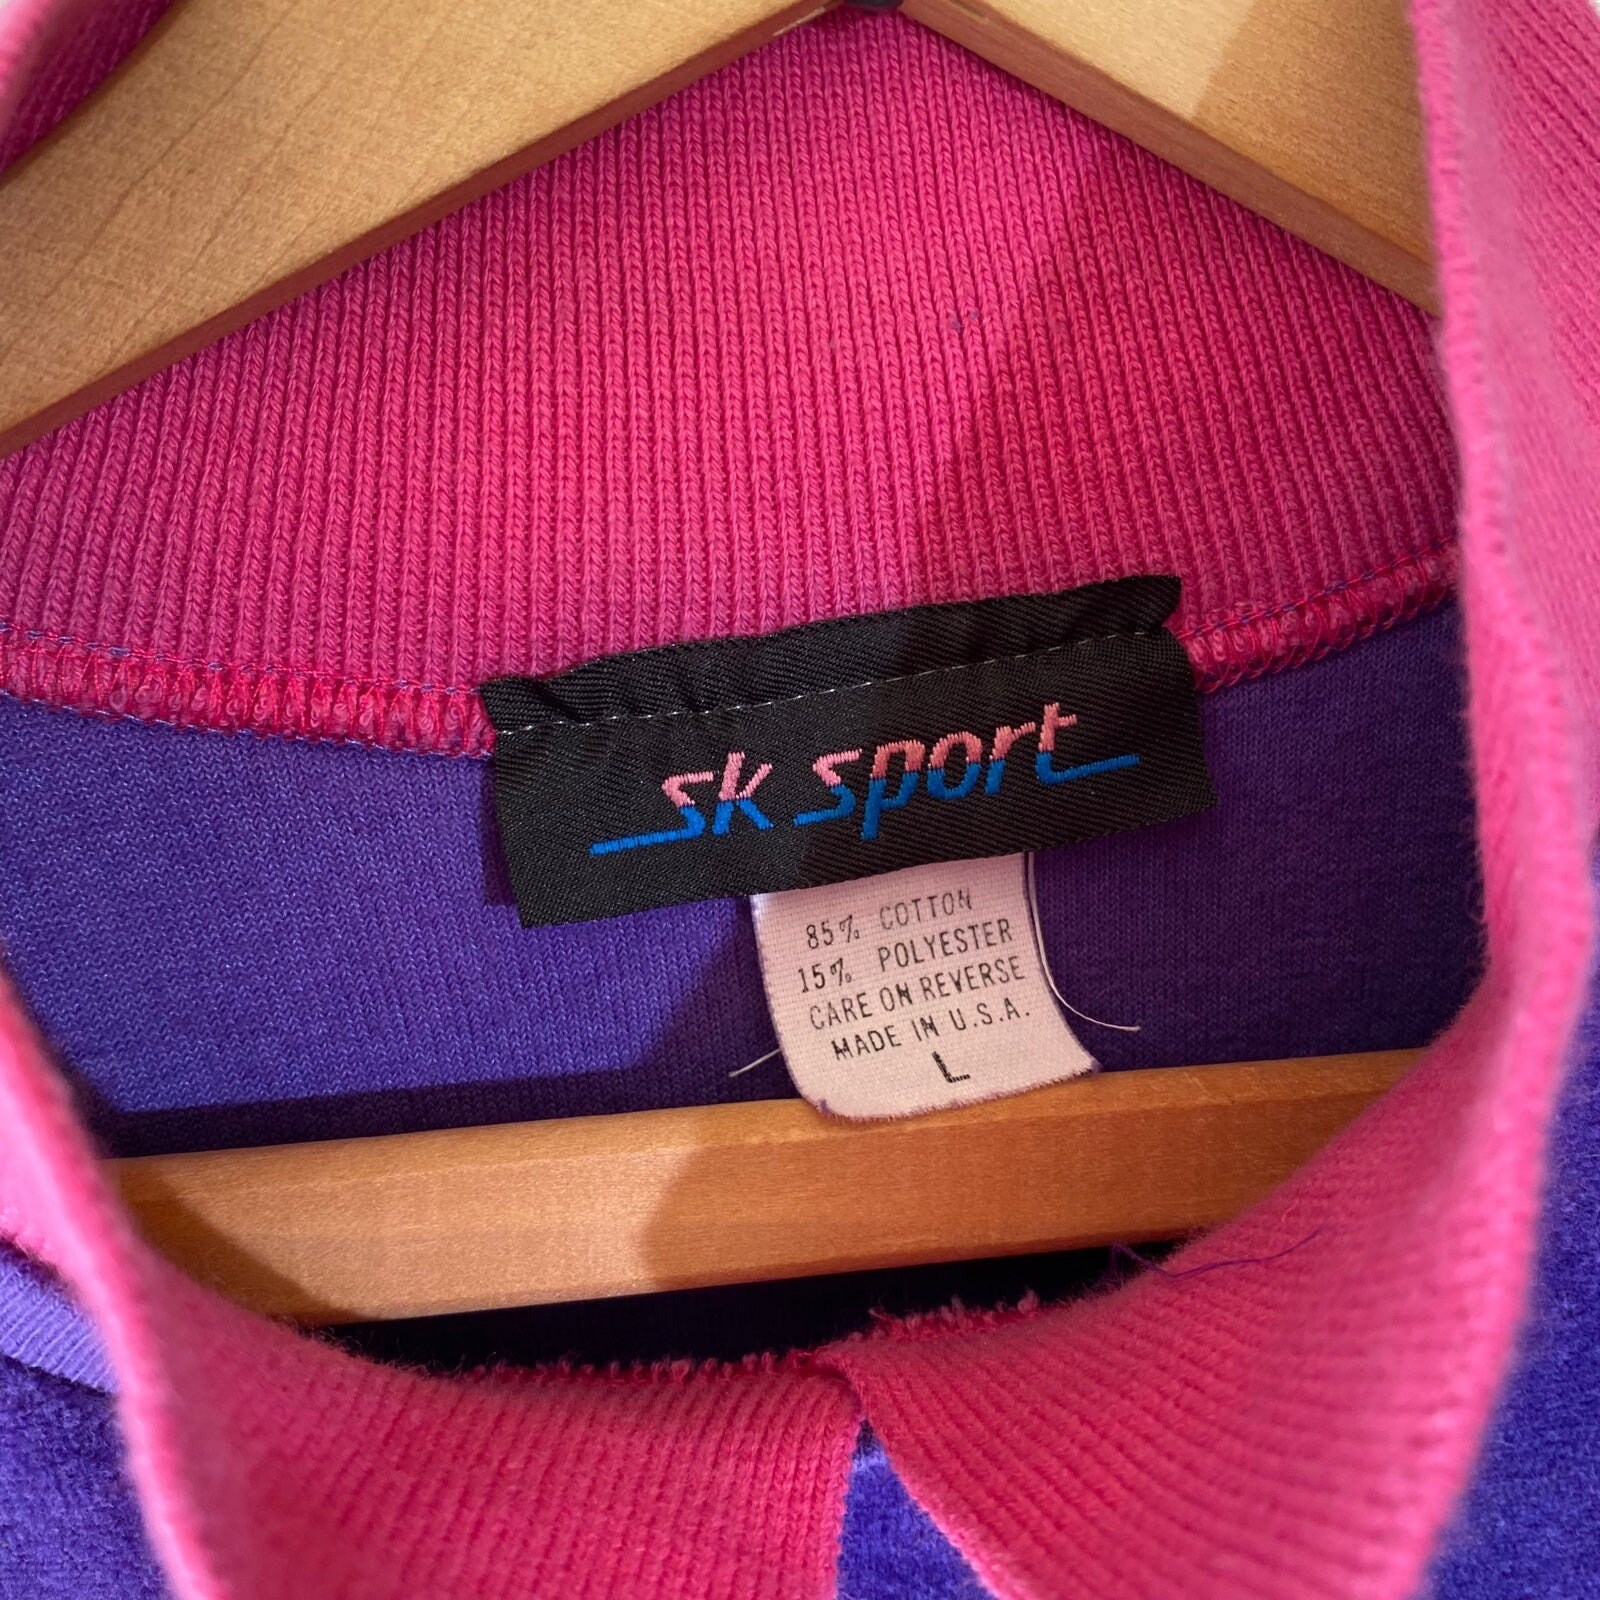 sk sport
85% COTTON
15% POLYESTER
CARE ON REVERSE
MADE IN U.S.A.
L